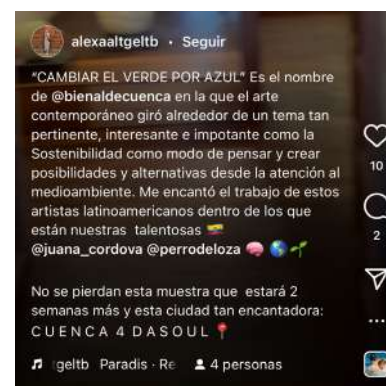 alexaaltgeltb • Seguir
"CAMBIAR EL VERDE POR AZUL" Es el nombre
de @bienaldecuenca en la que el arte
contemporáneo giró alrededor de un tema tan
pertinente, interesante e impotante como la
Sostenibilidad como modo de pensar y crear
posibilidades y alternativas desde la atención al
medioambiente. Me encantó el trabajo de estos
artistas latinoamericanos dentro de los que
están nuestras talentosas 🇪🇨
@juana_cordova @perrodeloza 🧠 🌎 🌱
No se pierdan esta muestra que estará 2
semanas más y esta ciudad tan encantadora:
C U E N C A 4 D A S O U L 📍
geltb Paradis · Re 4 personas
10
2